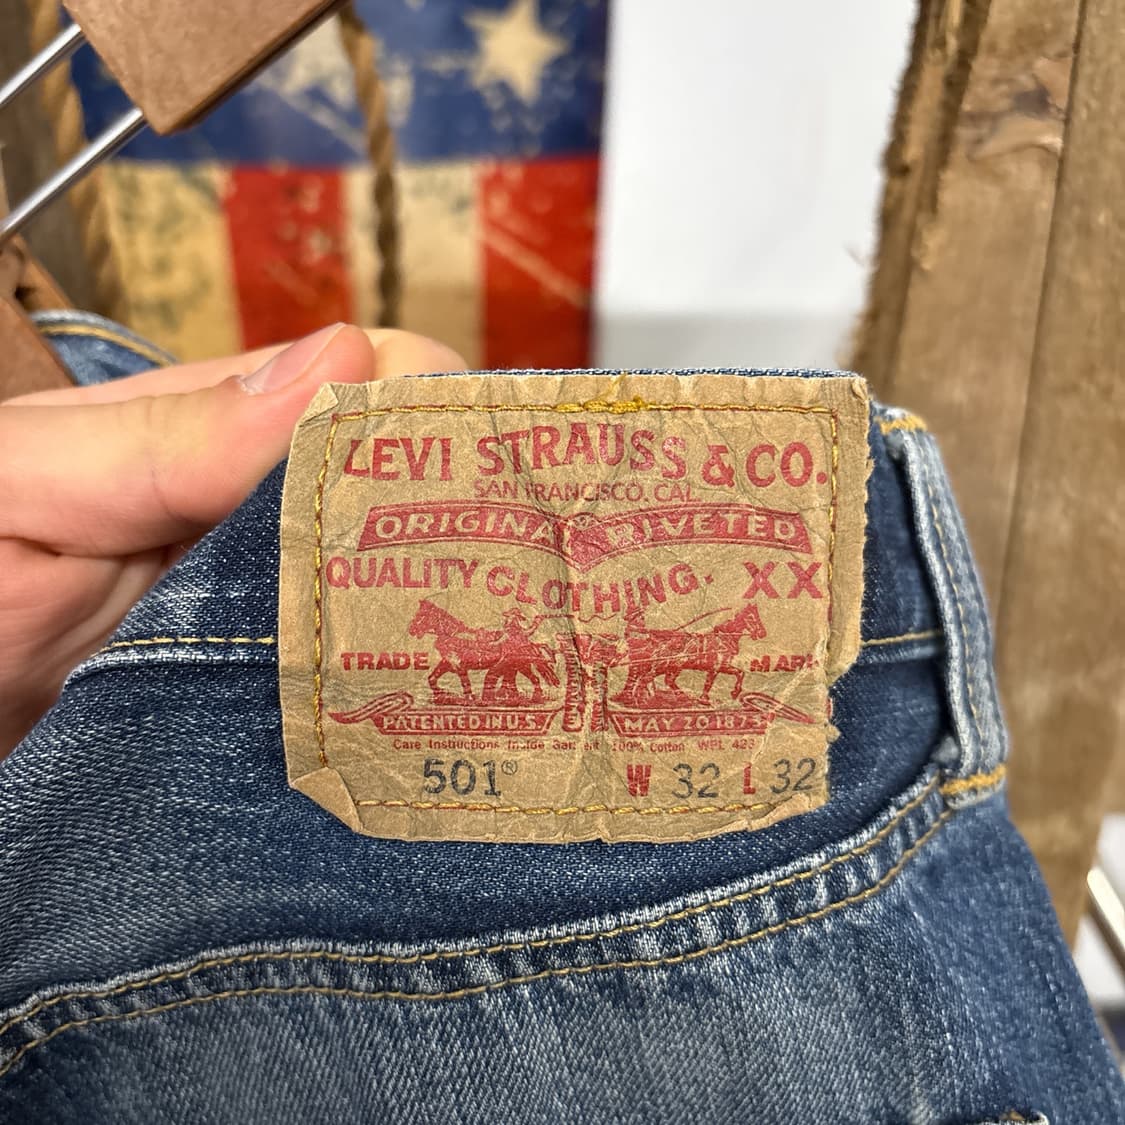 LEVI STRAUSS & CO.
SAN FRANCISCO, CAL.
ORIGINAL RIVETED
QUALITY CLOTHING. XX
TRADE MARK
PATENTED IN U.S. MAY 20 1873
Care Instructions Inside Garment 100% Cotton WPL 423
501® W 32 L 32